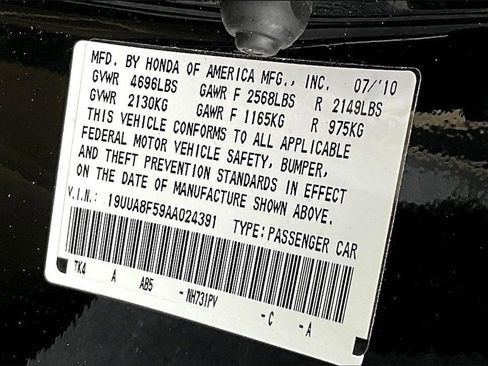 MFD. BY HONDA OF AMERICA MFG., INC. 07/'10
GVWR 4696LBS GAWR F 2568LBS R 2149LBS
GVWR 2130KG GAWR F 1165KG R 975KG
THIS VEHICLE CONFORMS TO ALL APPLICABLE
FEDERAL MOTOR VEHICLE SAFETY, BUMPER,
AND THEFT PREVENTION STANDARDS IN EFFECT
ON THE DATE OF MANUFACTURE SHOWN ABOVE.
V.I.N.: 19UUA8F59AA024391 TYPE:PASSENGER CAR
TK4 A AB5 - NH731PV - C - A